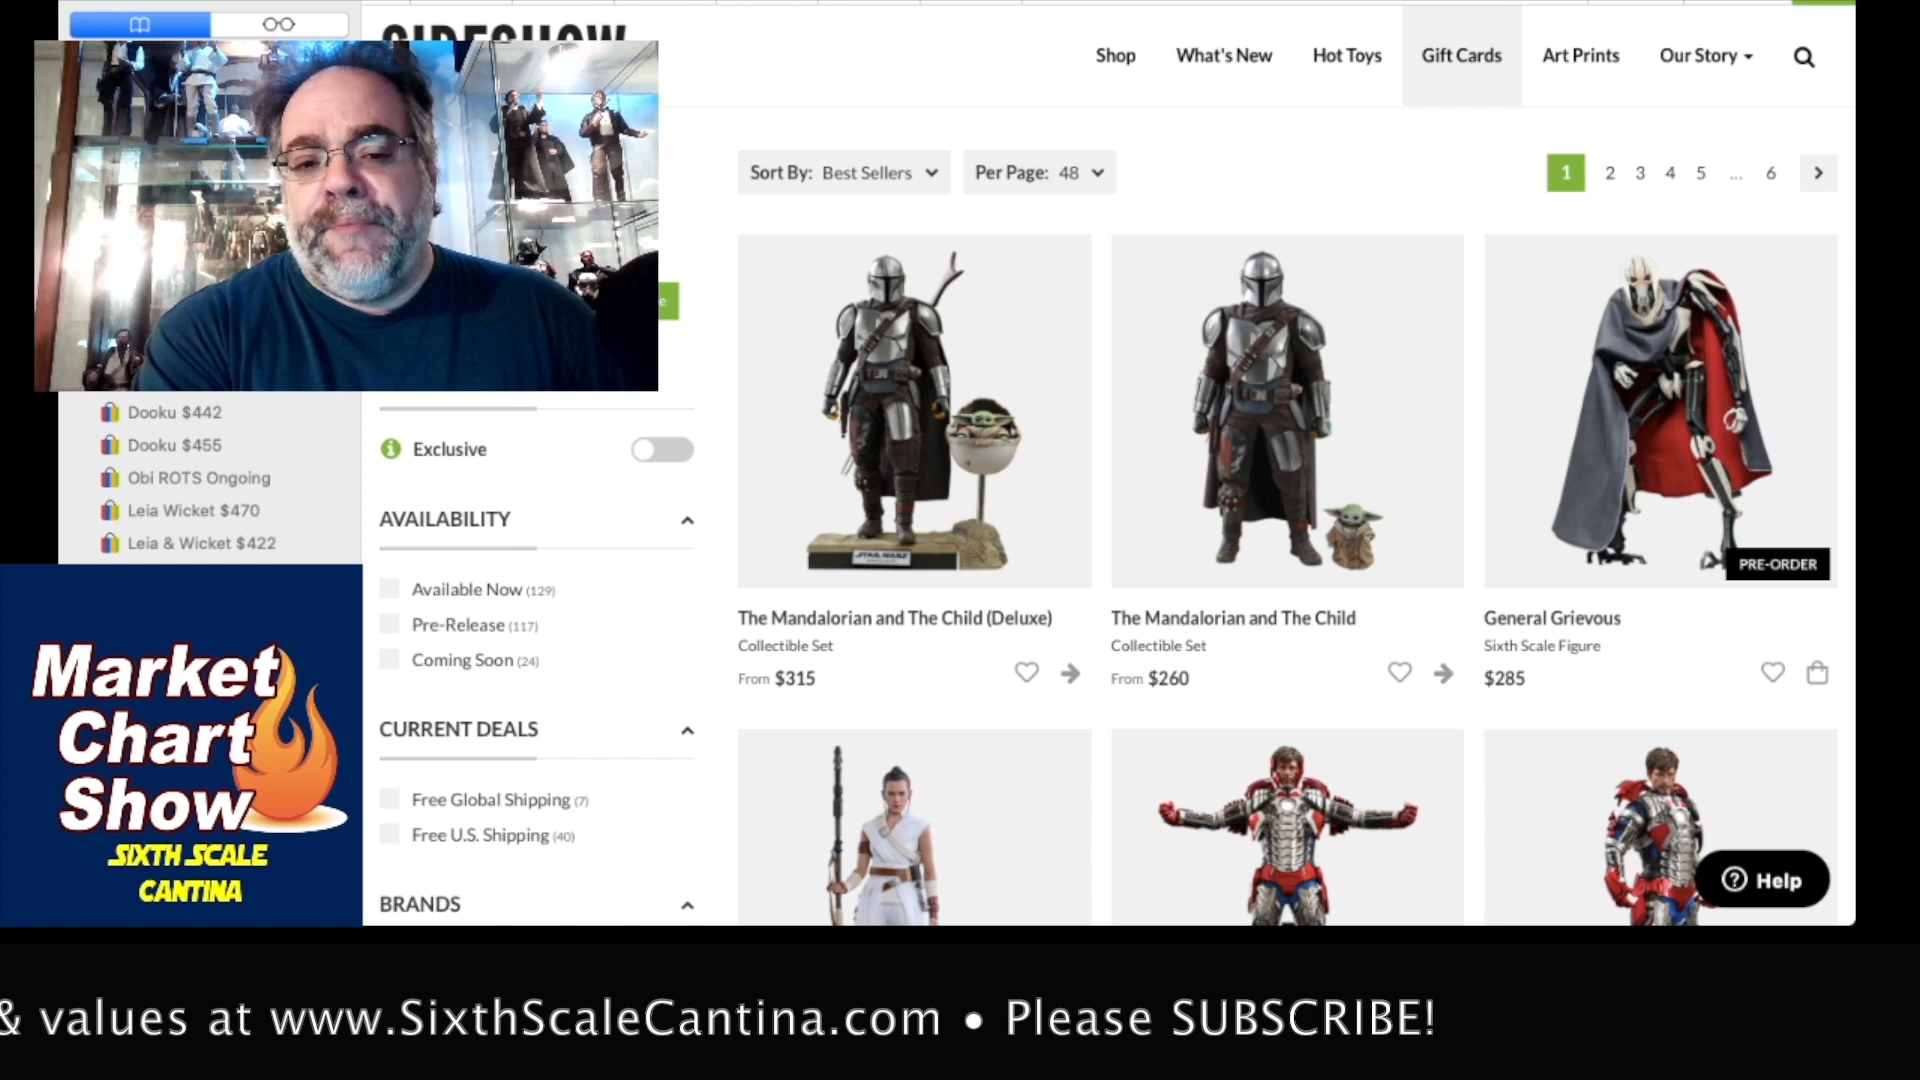 SIDESHOW
Shop
What's New
Hot Toys
Gift Cards
Art Prints
Our Story
Sort By: Best Sellers
Per Page: 48
1 2 3 4 5 ... 6
e
Dooku $442
Dooku $455
Obi ROTS Ongoing
Leia Wicket $470
Leia & Wicket $422
Exclusive
AVAILABILITY
Available Now (129)
Pre-Release (117)
Coming Soon (24)
CURRENT DEALS
Free Global Shipping (7)
Free U.S. Shipping (40)
BRANDS
STAR WARS
The Mandalorian and The Child (Deluxe)
Collectible Set
From $315
The Mandalorian and The Child
Collectible Set
From $260
PRE-ORDER
General Grievous
Sixth Scale Figure
$285
Help
Market
Chart
Show
SIXTH SCALE
CANTINA
& values at www.SixthScaleCantina.com • Please SUBSCRIBE!